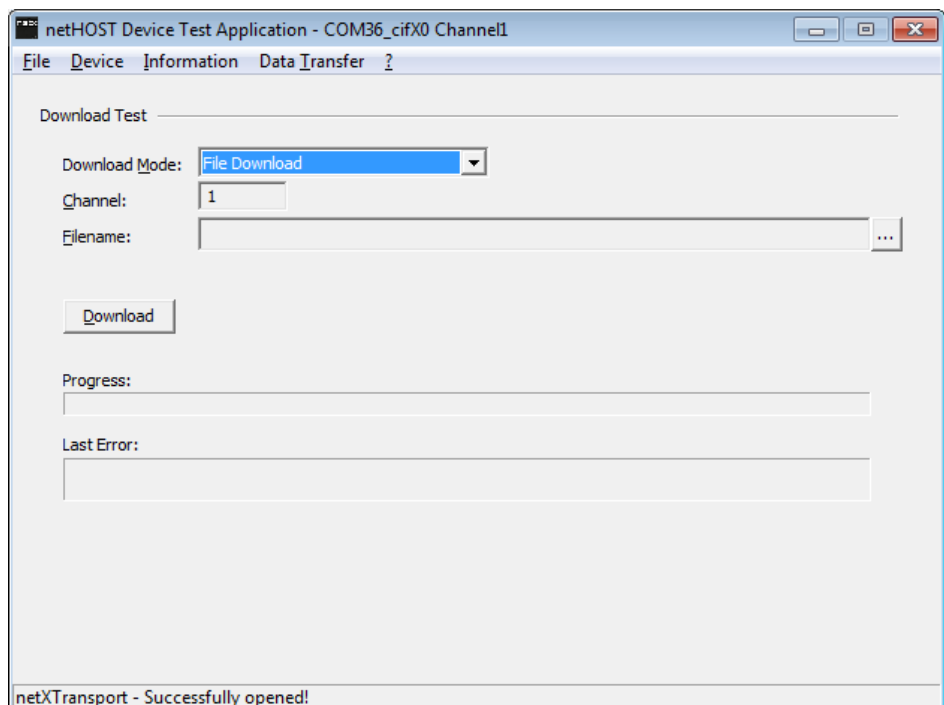 netHOST Device Test Application - COM36_cifX0 Channel1
File Device Information Data Transfer ?
Download Test
Download Mode: File Download
Channel: 1
Filename: ...
Download
Progress:
Last Error:
netXTransport - Successfully opened!